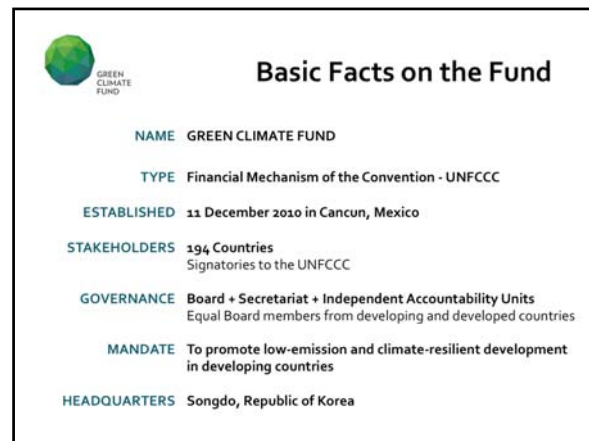 GREEN
CLIMATE
FUND
Basic Facts on the Fund
NAME GREEN CLIMATE FUND
TYPE Financial Mechanism of the Convention - UNFCCC
ESTABLISHED 11 December 2010 in Cancun, Mexico
STAKEHOLDERS 194 Countries
Signatories to the UNFCCC
GOVERNANCE Board + Secretariat + Independent Accountability Units
Equal Board members from developing and developed countries
MANDATE To promote low-emission and climate-resilient development
in developing countries
HEADQUARTERS Songdo, Republic of Korea